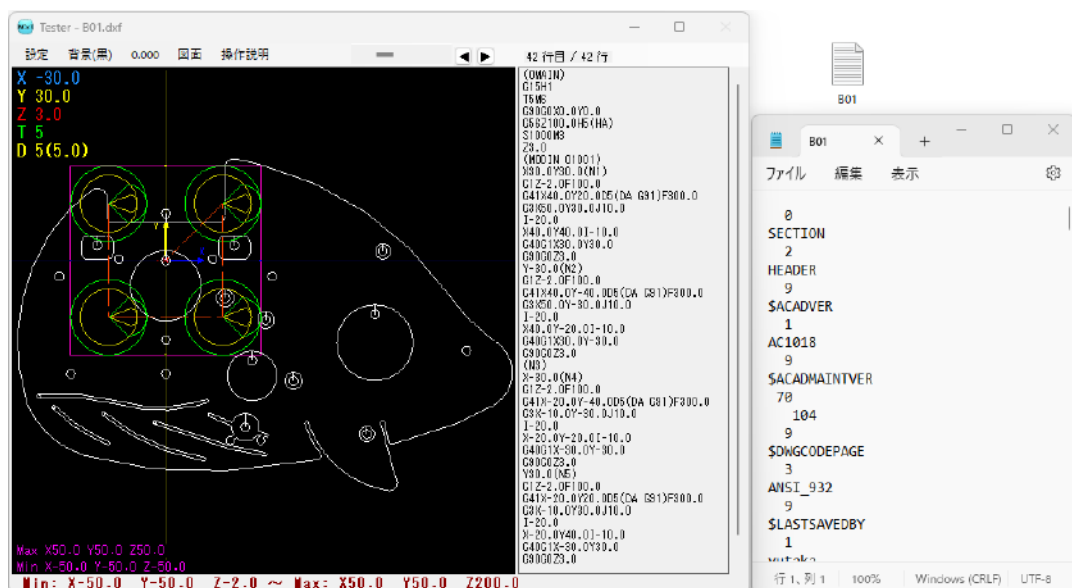 Tester - B01.dxf
設定 背景(黒) 0.000 図面 操作説明
42 行目 / 42 行
X -30.0
Y 30.0
Z 3.0
T 5
D 5(5.0)
Max X50.0 Y50.0 Z50.0
Min X-50.0 Y-50.0 Z-50.0
Min: X-50.0 Y-50.0 Z-2.0 ～ Max: X50.0 Y50.0 Z200.0
(OMAIN)
G15H1
T5M6
G90G0X0.0Y0.0
G56Z100.0H5(HA)
S1000M3
Z3.0
(MODIN O1001)
X30.0Y30.0(N1)
G1Z-2.0F100.0
G41X40.0Y20.0D5(DA G91)F300.0
G3X50.0Y30.0J10.0
I-20.0
X40.0Y40.0I-10.0
G40G1X30.0Y30.0
G90G0Z3.0
Y-30.0(N2)
G1Z-2.0F100.0
G41X40.0Y-40.0D5(DA G91)F300.0
G3X50.0Y-30.0J10.0
I-20.0
X40.0Y-20.0I-10.0
G40G1X30.0Y-30.0
G90G0Z3.0
(N3)
X-30.0(N4)
G1Z-2.0F100.0
G41X-20.0Y-40.0D5(DA G91)F300.0
G3X-10.0Y-30.0J10.0
I-20.0
X-20.0Y-20.0I-10.0
G40G1X-30.0Y-30.0
G90G0Z3.0
Y30.0(N5)
G1Z-2.0F100.0
G41X-20.0Y20.0D5(DA G91)F300.0
G3X-10.0Y30.0J10.0
I-20.0
X-20.0Y40.0I-10.0
G40G1X-30.0Y30.0
G90G0Z3.0
B01
B01
ファイル 編集 表示
0
SECTION
2
HEADER
9
$ACADVER
1
AC1018
9
$ACADMAINTVER
70
104
9
$DWGCODEPAGE
3
ANSI_932
9
$LASTSAVEDBY
1
yutaka
行 1、列 1 100% Windows (CRLF) UTF-8